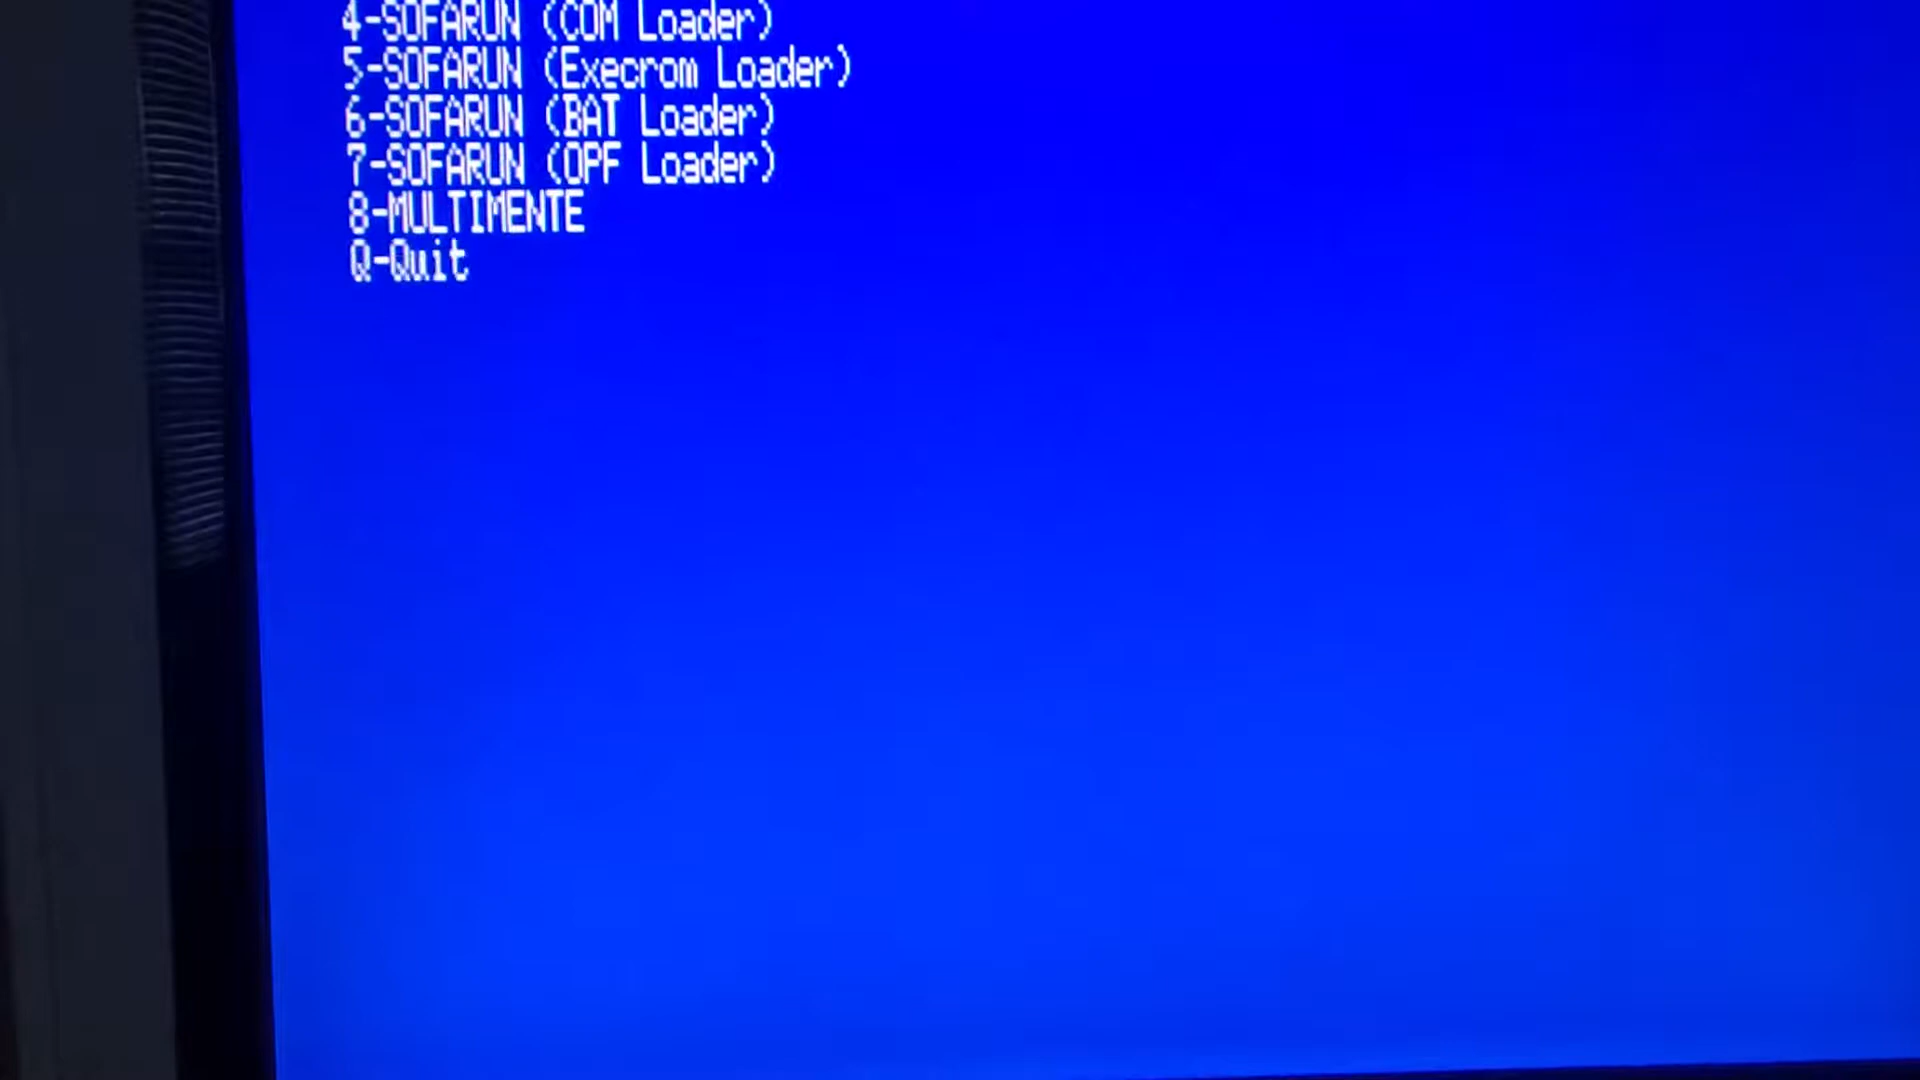 4-SOFARUN (COM Loader)
5-SOFARUN (Execrom Loader)
6-SOFARUN (BAT Loader)
7-SOFARUN (OPF Loader)
8-MULTIMENTE
Q-Quit